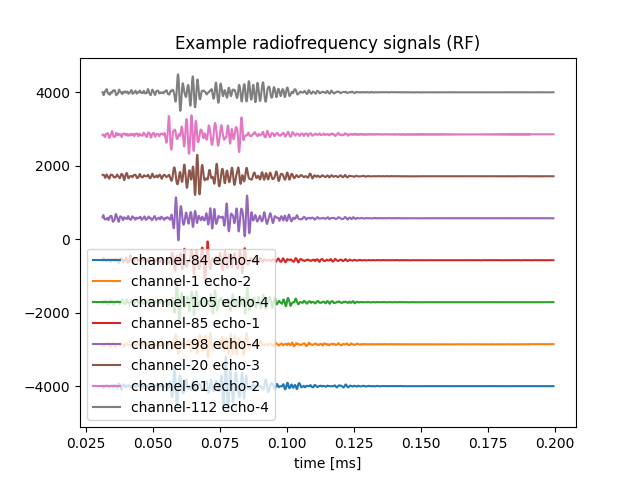 Example radiofrequency signals (RF)
4000
2000
0
−2000
−4000
channel-84 echo-4
channel-1 echo-2
channel-105 echo-4
channel-85 echo-1
channel-98 echo-4
channel-20 echo-3
channel-61 echo-2
channel-112 echo-4
0.025 0.050 0.075 0.100 0.125 0.150 0.175 0.200
time [ms]